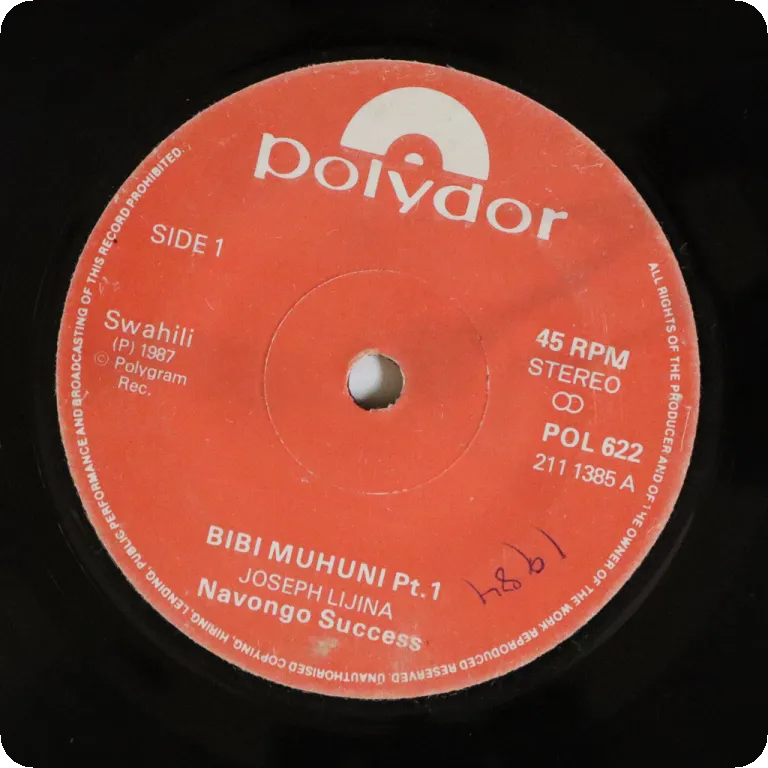 polydor
SIDE 1
Swahili
(P) 1987
© Polygram
Rec.
45 RPM
STEREO
POL 622
211 1385 A
BIBI MUHUNI Pt.1
JOSEPH LIJINA
Navongo Success
1984
ALL RIGHTS OF THE PRODUCER AND OF THE OWNER OF THE WORK REPRODUCED RESERVED. UNAUTHORISED COPYING, HIRING, LENDING, PUBLIC PERFORMANCE AND BROADCASTING OF THIS RECORD PROHIBITED.